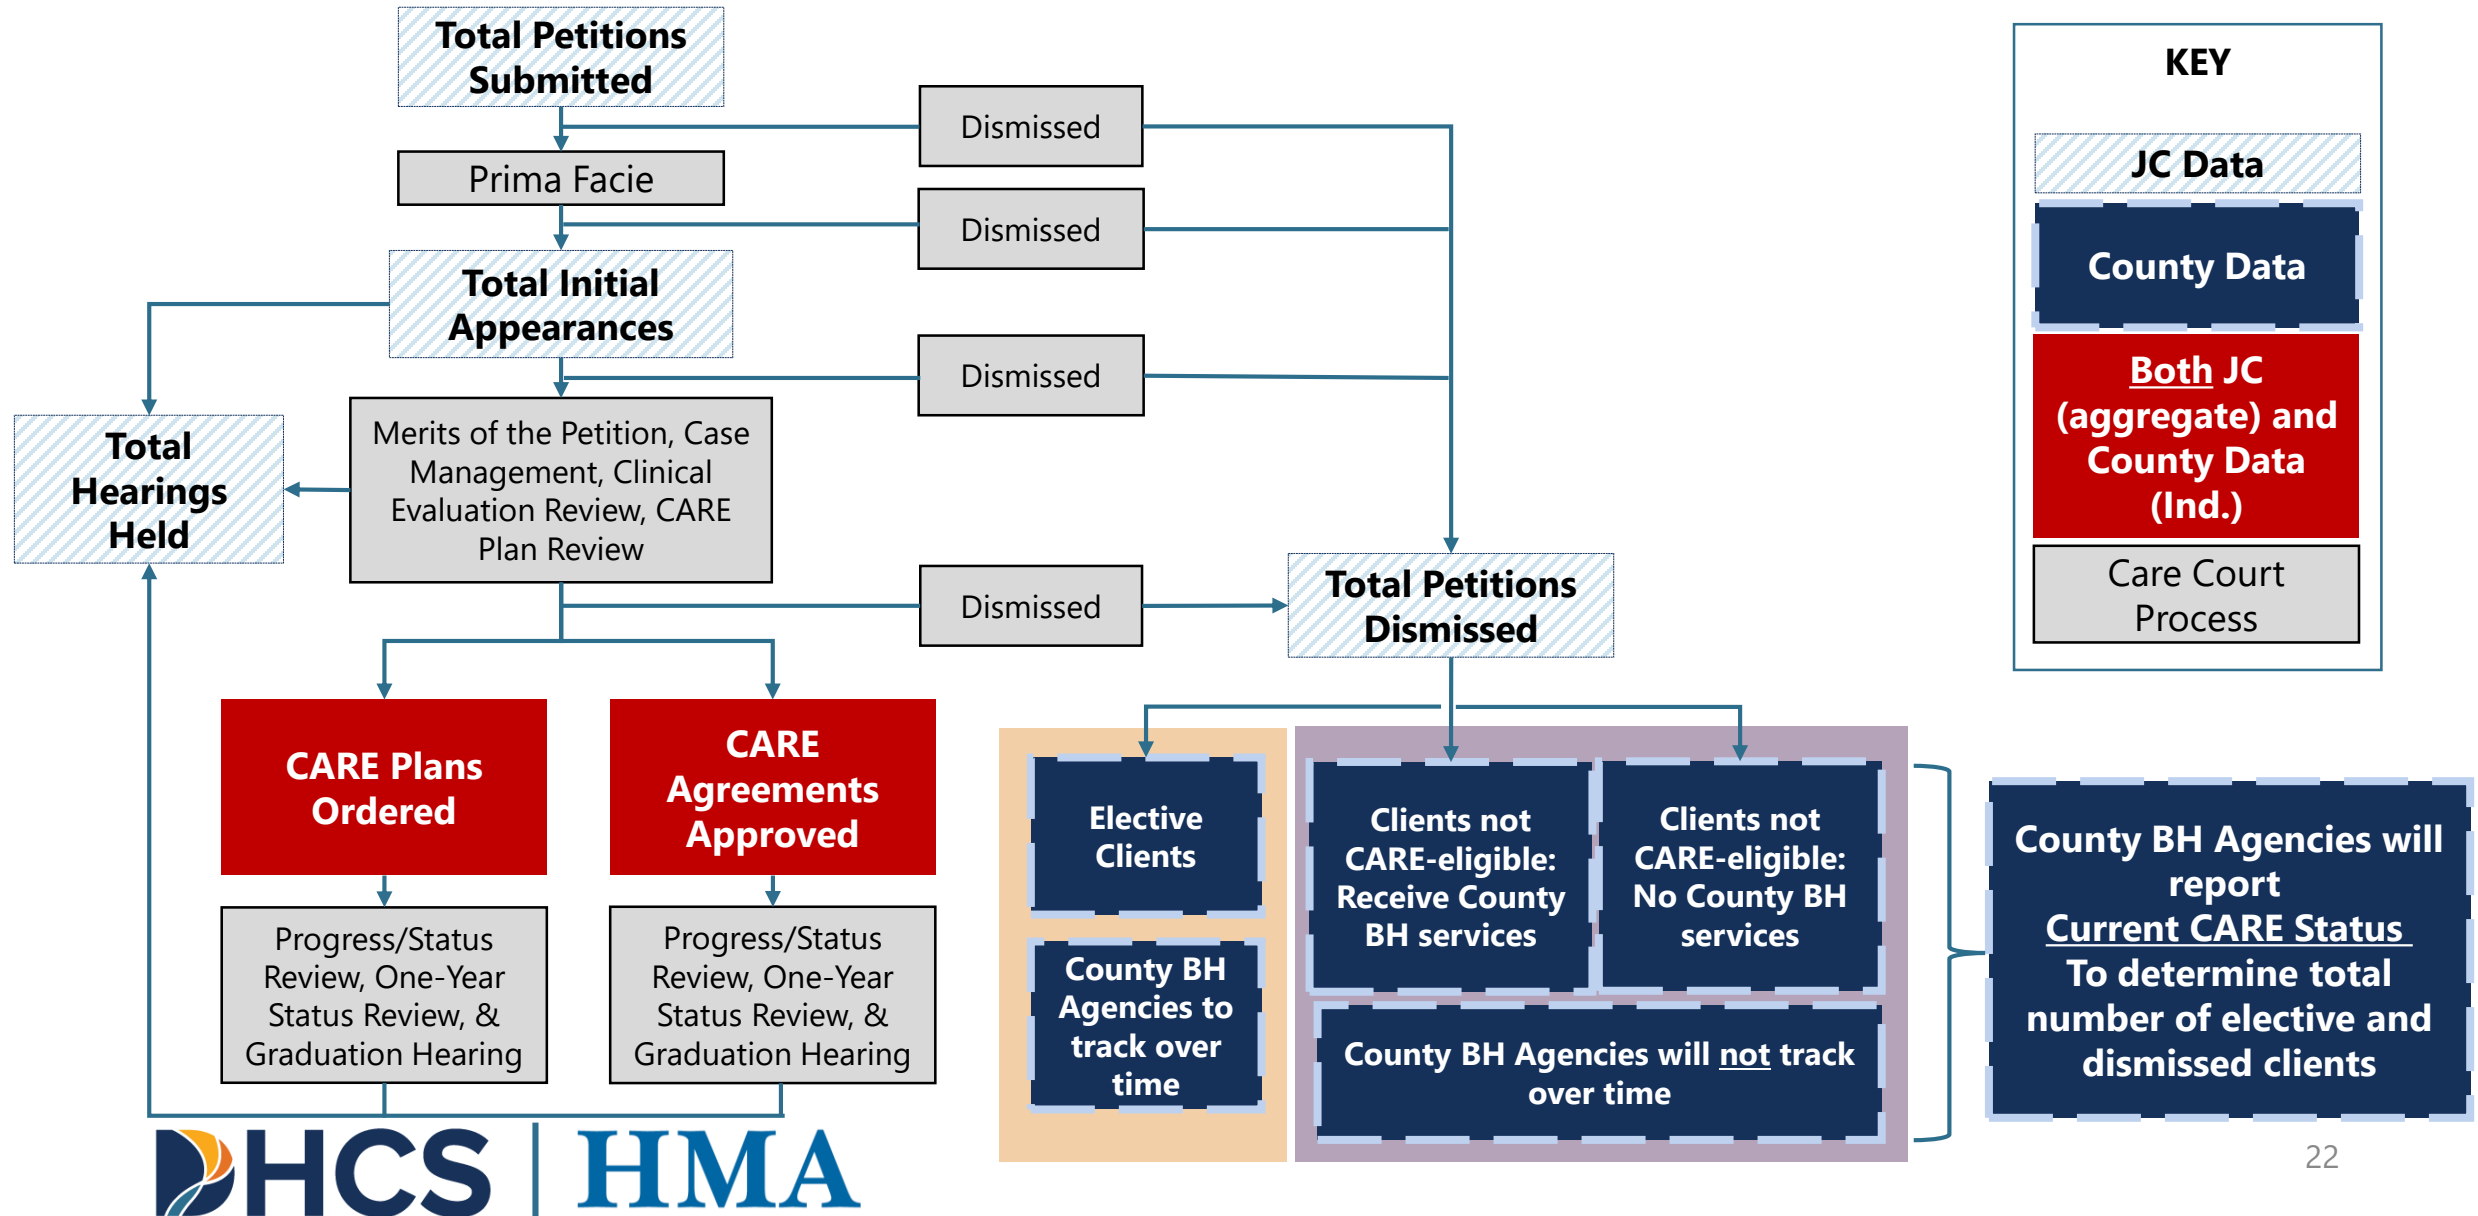 Total Petitions
Submitted
Dismissed
Prima Facie
Dismissed
Total Initial
Appearances
Dismissed
Total
Hearings
Held
Merits of the Petition, Case
Management, Clinical
Evaluation Review, CARE
Plan Review
Dismissed
Total Petitions
Dismissed
CARE Plans
Ordered
CARE
Agreements
Approved
Progress/Status
Review, One-Year
Status Review, &
Graduation Hearing
Progress/Status
Review, One-Year
Status Review, &
Graduation Hearing
Elective
Clients
County BH
Agencies to
track over
time
Clients not
CARE-eligible:
Receive County
BH services
Clients not
CARE-eligible:
No County BH
services
County BH Agencies will not track
over time
County BH Agencies will
report
Current CARE Status
To determine total
number of elective and
dismissed clients
KEY
JC Data
County Data
Both JC
(aggregate) and
County Data
(Ind.)
Care Court
Process
DHCS
HMA
22